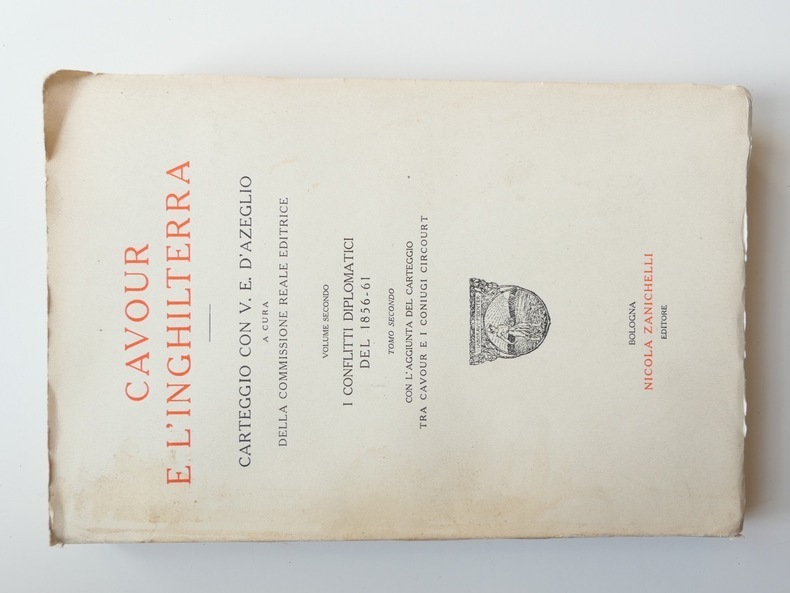 CAVOUR
E L'INGHILTERRA
CARTEGGIO CON V. E. D'AZEGLIO
A CURA
DELLA COMMISSIONE REALE EDITRICE
VOLUME SECONDO
I CONFLITTI DIPLOMATICI
DEL 1856-61
TOMO SECONDO
CON L'AGGIUNTA DEL CARTEGGIO
TRA CAVOUR E I CONIUGI CIRCOURT
BOLOGNA
NICOLA ZANICHELLI
EDITORE